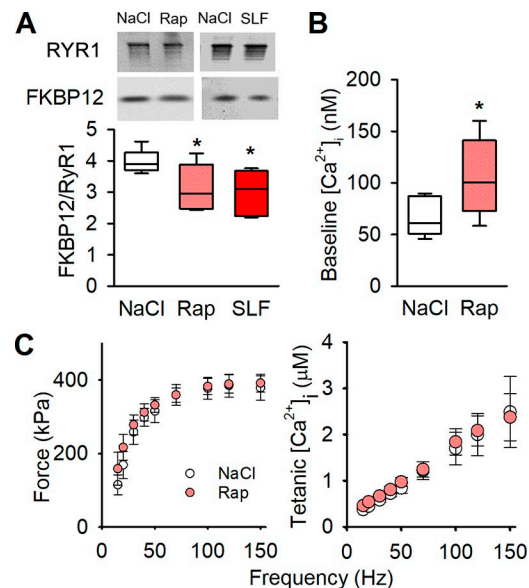 A
NaCl Rap NaCl SLF
RYR1
FKBP12
FKBP12/RyR1
5
4
3
2
1
0
* *
NaCl Rap SLF
B
Baseline [Ca2+]i (nM)
200
150
100
50
0
*
NaCl Rap
C
Force (kPa)
400
200
0
NaCl
Rap
0 50 100 150
Tetanic [Ca2+]i (μM)
4
3
2
1
0
0 50 100 150
Frequency (Hz)